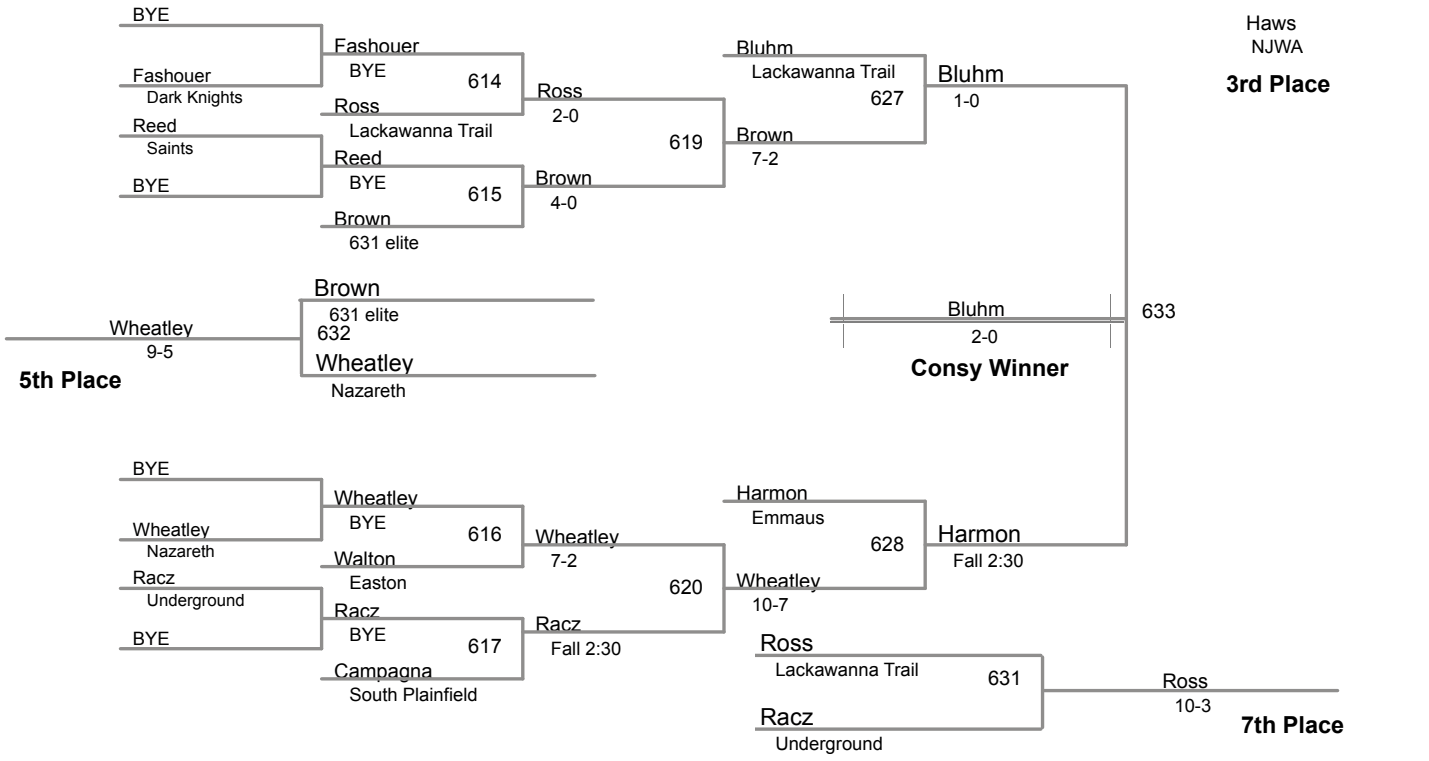 BYE
Fashouer
Dark Knights
Reed
Saints
BYE
Fashouer
BYE
614
Ross
Lackawanna Trail
Reed
BYE
615
Brown
631 elite
Ross
2-0
619
Brown
4-0
Bluhm
Lackawanna Trail
627
Brown
7-2
Bluhm
1-0
Haws
NJWA
3rd Place
Brown
631 elite
632
Wheatley
Nazareth
Wheatley
9-5
5th Place
Bluhm
2-0
Consy Winner
633
BYE
Wheatley
Nazareth
Racz
Underground
BYE
Wheatley
BYE
616
Walton
Easton
Racz
BYE
617
Campagna
South Plainfield
Wheatley
7-2
620
Racz
Fall 2:30
Harmon
Emmaus
628
Wheatley
10-7
Harmon
Fall 2:30
Ross
Lackawanna Trail
631
Racz
Underground
Ross
10-3
7th Place